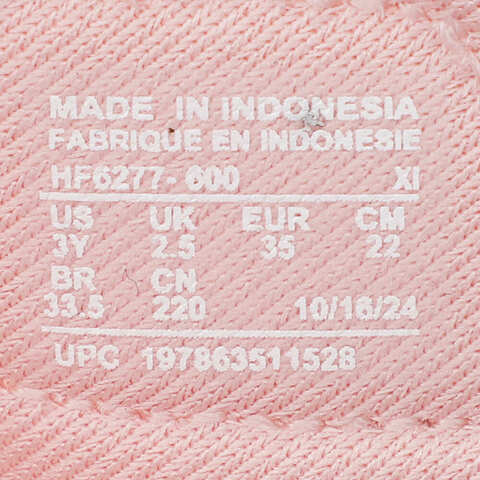 MADE IN INDONESIA
FABRIQUE EN INDONESIE
HF6277-600 XI
US UK EUR CM
3Y 2.5 35 22
BR CN
33.5 220 10/16/24
UPC 197863511528